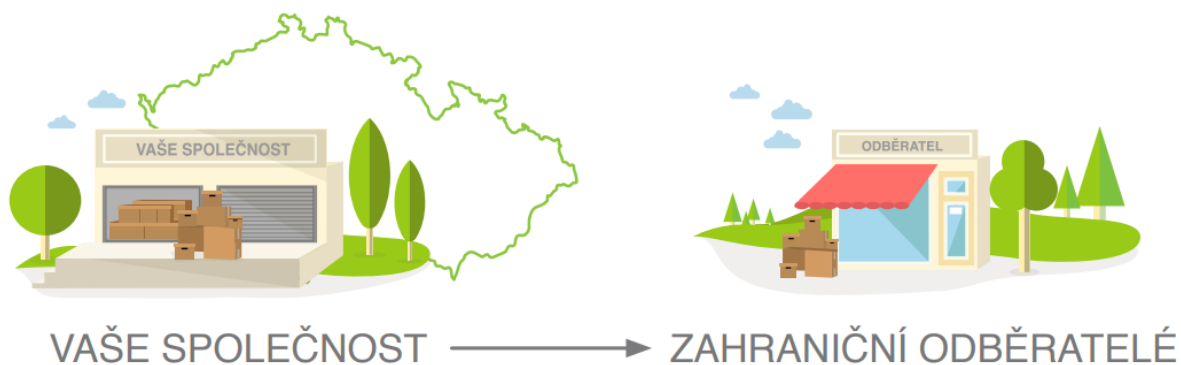 VAŠE SPOLEČNOST
ODBĚRATEL
VAŠE SPOLEČNOST
ZAHRANIČNÍ ODBĚRATELÉ